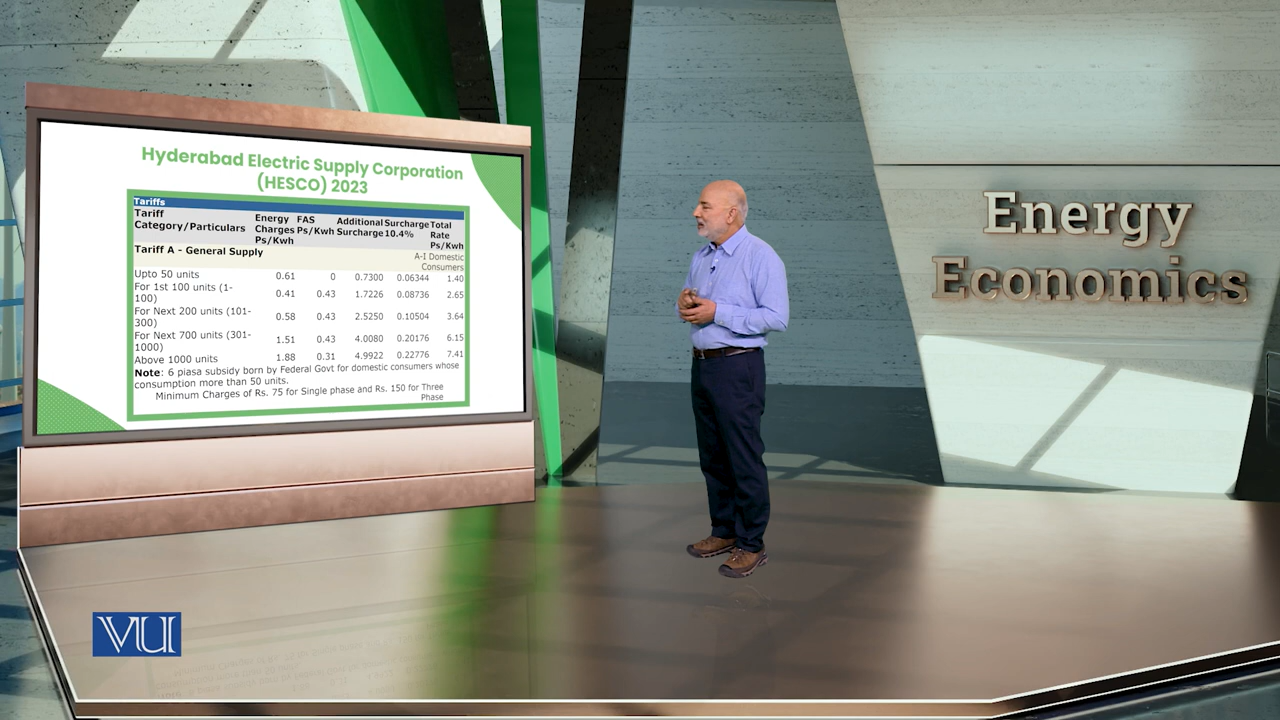 Hyderabad Electric Supply Corporation
(HESCO) 2023
Tariffs
Tariff Category/Particulars Energy Charges Ps/Kwh FAS Ps/Kwh Additional Surcharge Surcharge 10.4% Total Rate Ps/Kwh
Tariff A - General Supply A-I Domestic Consumers
Upto 50 units 0.61 0 0.7300 0.06344 1.40
For 1st 100 units (1-100) 0.41 0.43 1.7226 0.08736 2.65
For Next 200 units (101-300) 0.58 0.43 2.5250 0.10504 3.64
For Next 700 units (301-1000) 1.51 0.43 4.0080 0.20176 6.15
Above 1000 units 1.88 0.31 4.9922 0.22776 7.41
Note: 6 piasa subsidy born by Federal Govt for domestic consumers whose
consumption more than 50 units.
Minimum Charges of Rs. 75 for Single phase and Rs. 150 for Three
Phase
Energy
Economics
VU